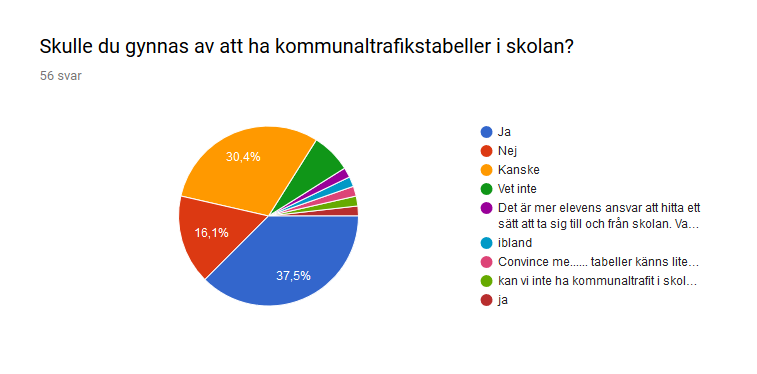 Skulle du gynnas av att ha kommunaltrafikstabeller i skolan?
56 svar
30,4%
16,1%
37,5%
Ja
Nej
Kanske
Vet inte
Det är mer elevens ansvar att hitta ett
sätt att ta sig till och från skolan. Va...
ibland
Convince me...... tabeller känns lite...
kan vi inte ha kommunaltrafit i skol...
ja